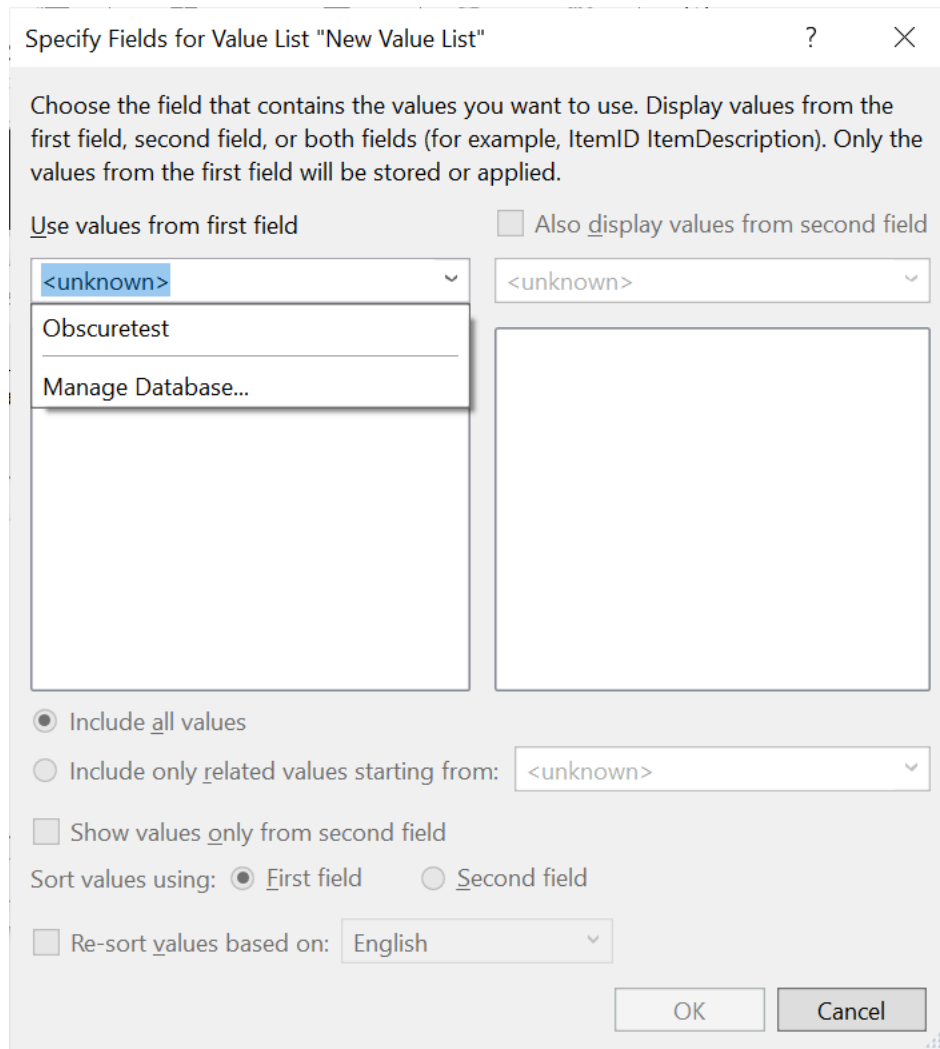 Specify Fields for Value List "New Value List"
?
Choose the field that contains the values you want to use. Display values from the
first field, second field, or both fields (for example, ItemID ItemDescription). Only the
values from the first field will be stored or applied.
Use values from first field
Also display values from second field
<unknown>
<unknown>
Obscuretest
Manage Database...
Include all values
Include only related values starting from:
<unknown>
Show values only from second field
Sort values using:
First field
Second field
Re-sort values based on:
English
OK
Cancel